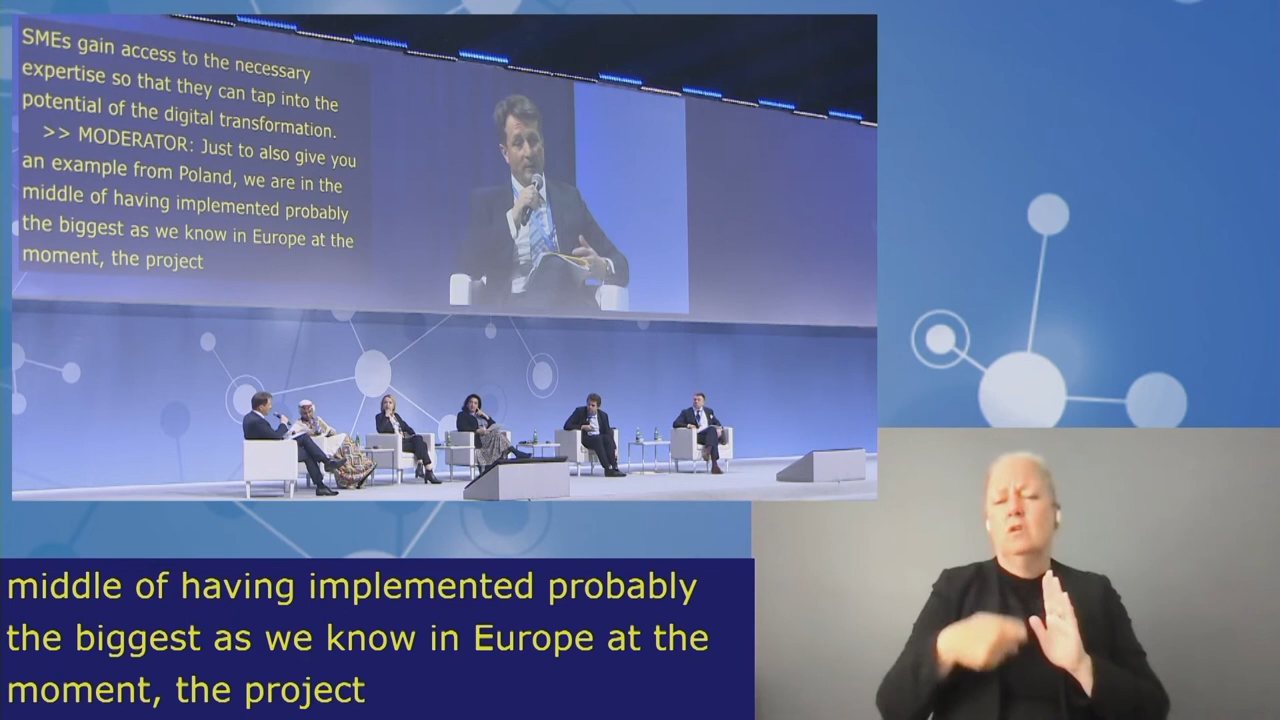 SMEs gain access to the necessary
expertise so that they can tap into the
potential of the digital transformation.
>> MODERATOR: Just to also give you
an example from Poland, we are in the
middle of having implemented probably
the biggest as we know in Europe at the
moment, the project
middle of having implemented probably
the biggest as we know in Europe at the
moment, the project